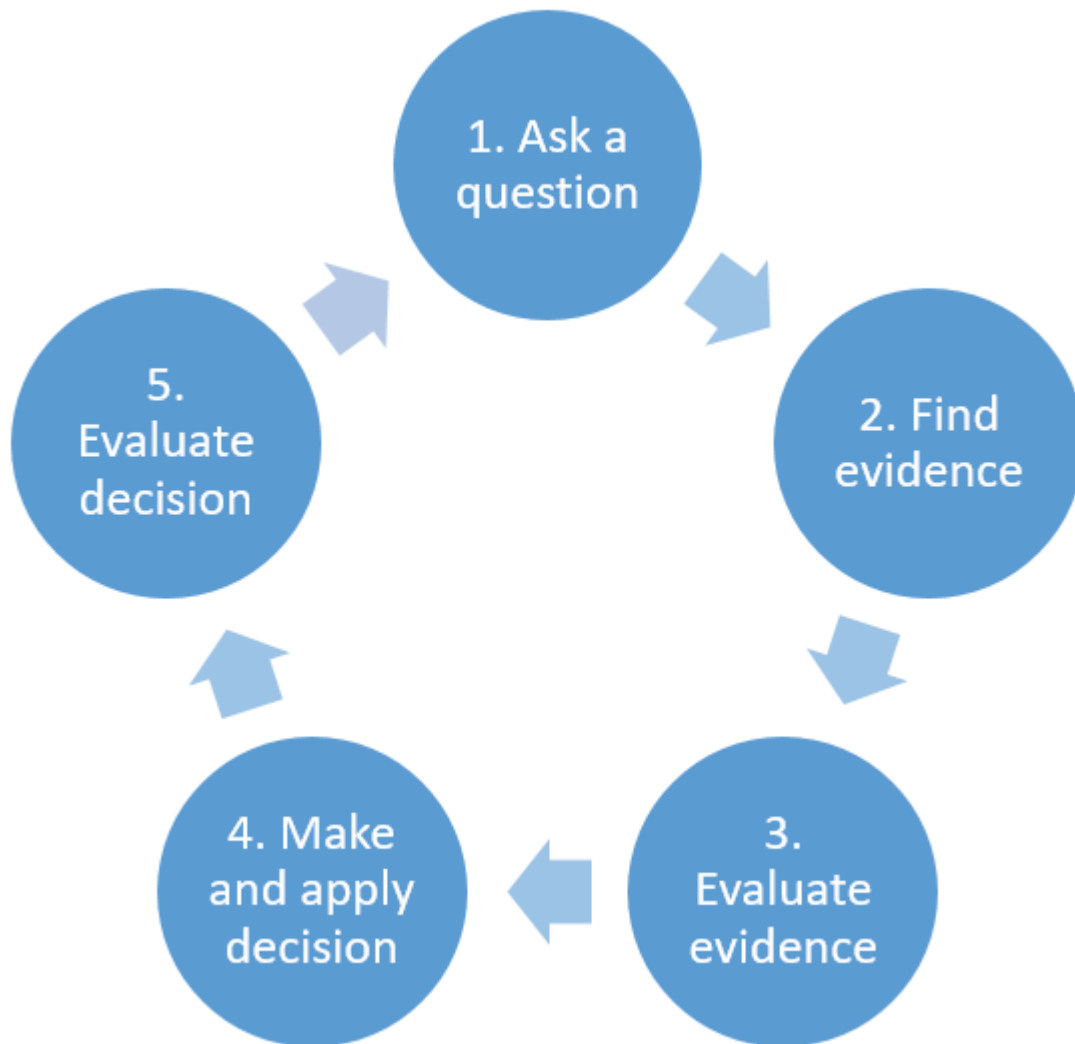 1. Ask a
question
2. Find
evidence
3.
Evaluate
evidence
4. Make
and apply
decision
5.
Evaluate
decision